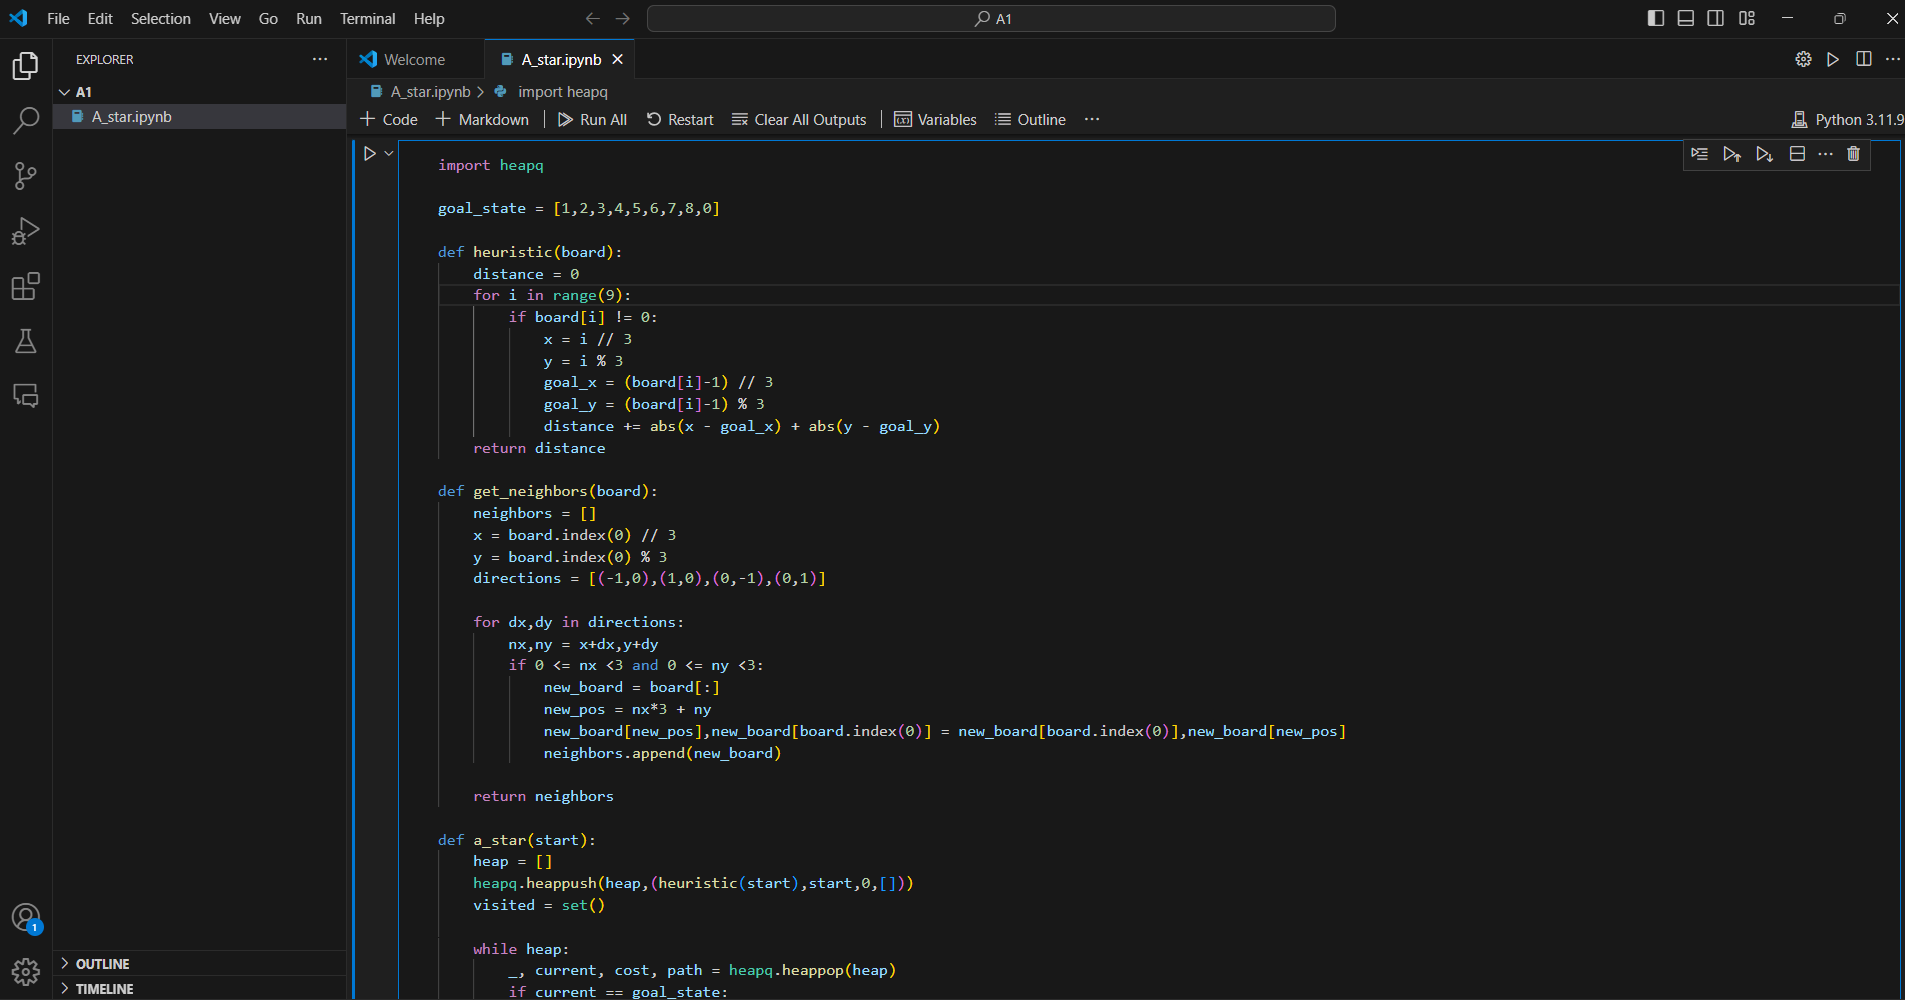 File Edit Selection View Go Run Terminal Help
A1
EXPLORER
A1
A_star.ipynb
Welcome
A_star.ipynb
A_star.ipynb > import heapq
+ Code + Markdown Run All Restart Clear All Outputs Variables Outline ...
Python 3.11.9
import heapq
goal_state = [1,2,3,4,5,6,7,8,0]
def heuristic(board):
    distance = 0
    for i in range(9):
        if board[i] != 0:
            x = i // 3
            y = i % 3
            goal_x = (board[i]-1) // 3
            goal_y = (board[i]-1) % 3
            distance += abs(x - goal_x) + abs(y - goal_y)
    return distance
def get_neighbors(board):
    neighbors = []
    x = board.index(0) // 3
    y = board.index(0) % 3
    directions = [(-1,0),(1,0),(0,-1),(0,1)]
    for dx,dy in directions:
        nx,ny = x+dx,y+dy
        if 0 <= nx <3 and 0 <= ny <3:
            new_board = board[:]
            new_pos = nx*3 + ny
            new_board[new_pos],new_board[board.index(0)] = new_board[board.index(0)],new_board[new_pos]
            neighbors.append(new_board)
    return neighbors
def a_star(start):
    heap = []
    heapq.heappush(heap,(heuristic(start),start,0,[]))
    visited = set()
    while heap:
        _, current, cost, path = heapq.heappop(heap)
        if current == goal_state:
1
OUTLINE
TIMELINE